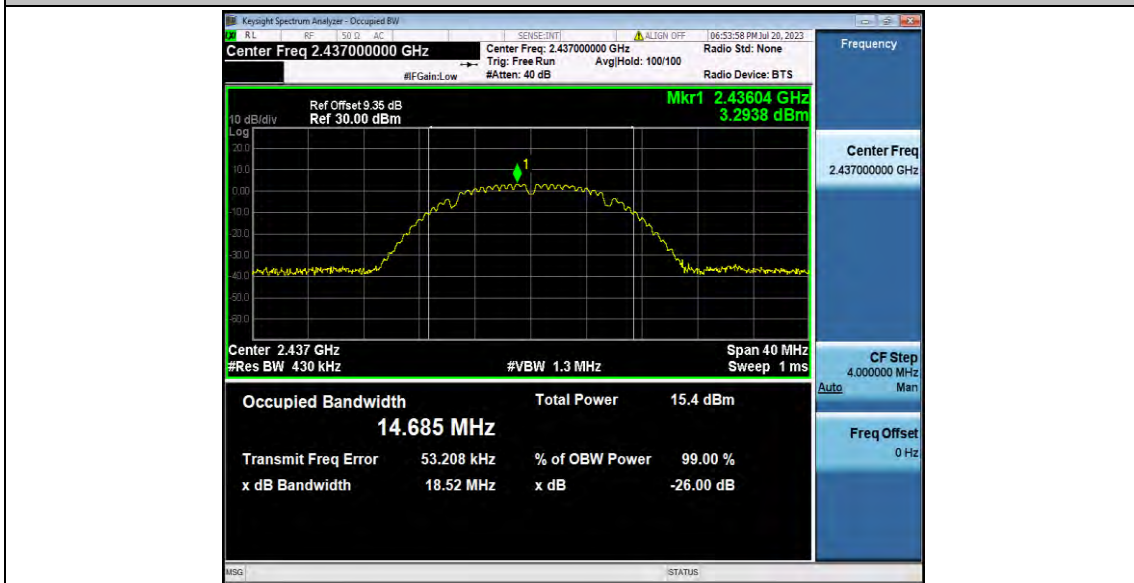 Keysight Spectrum Analyzer - Occupied BW
RL RF 50 Ω AC SENSE:INT ALIGN OFF 06:53:58 PM Jul 20, 2023
Center Freq 2.437000000 GHz
Center Freq: 2.437000000 GHz
Radio Std: None
Trig: Free Run Avg|Hold: 100/100
#IFGain:Low
#Atten: 40 dB
Radio Device: BTS
Frequency
Mkr1 2.43604 GHz
3.2938 dBm
Ref Offset 9.35 dB
10 dB/div Ref 30.00 dBm
Log
20.0
10.0
0.00
-10.0
-20.0
-30.0
-40.0
-50.0
-60.0
1
Center 2.437 GHz
Span 40 MHz
#Res BW 430 kHz
#VBW 1.3 MHz
Sweep 1 ms
Occupied Bandwidth
14.685 MHz
Total Power 15.4 dBm
Transmit Freq Error 53.208 kHz
% of OBW Power 99.00 %
x dB Bandwidth 18.52 MHz
x dB -26.00 dB
Center Freq
2.437000000 GHz
CF Step
4.000000 MHz
Auto Man
Freq Offset
0 Hz
MSG
STATUS